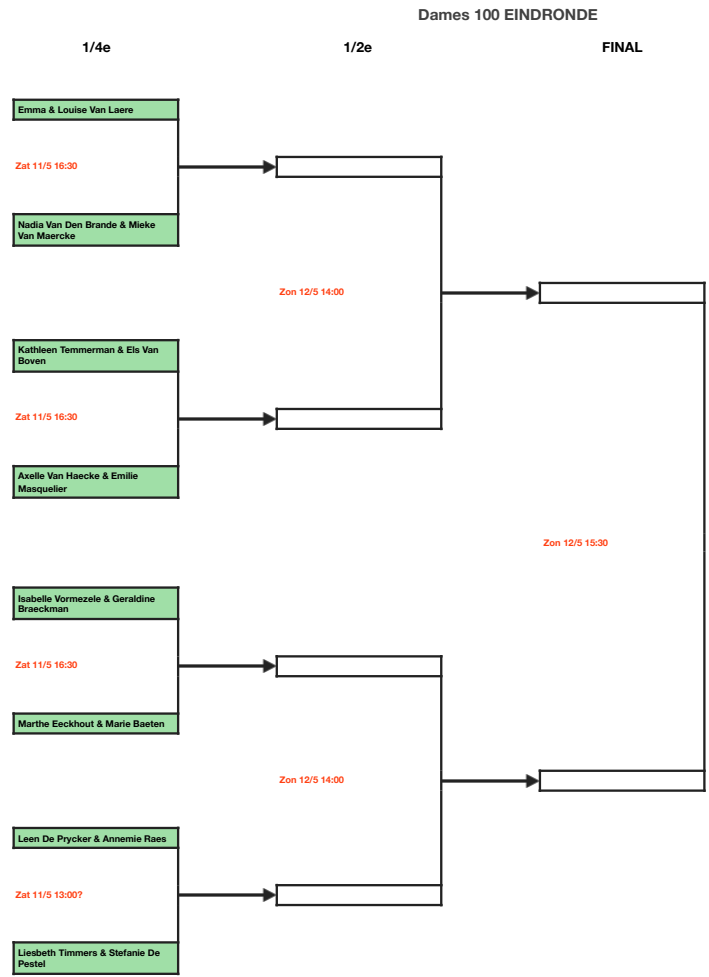 Dames 100 EINDRONDE
1/4e
1/2e
FINAL
Emma & Louise Van Laere
Zat 11/5 16:30
Nadia Van Den Brande & Mieke
Van Maercke
Zon 12/5 14:00
Kathleen Temmerman & Els Van
Boven
Zat 11/5 16:30
Axelle Van Haecke & Emilie
Masquelier
Zon 12/5 15:30
Isabelle Vormezele & Geraldine
Braeckman
Zat 11/5 16:30
Marthe Eeckhout & Marie Baeten
Zon 12/5 14:00
Leen De Prycker & Annemie Raes
Zat 11/5 13:00?
Liesbeth Timmers & Stefanie De
Pestel